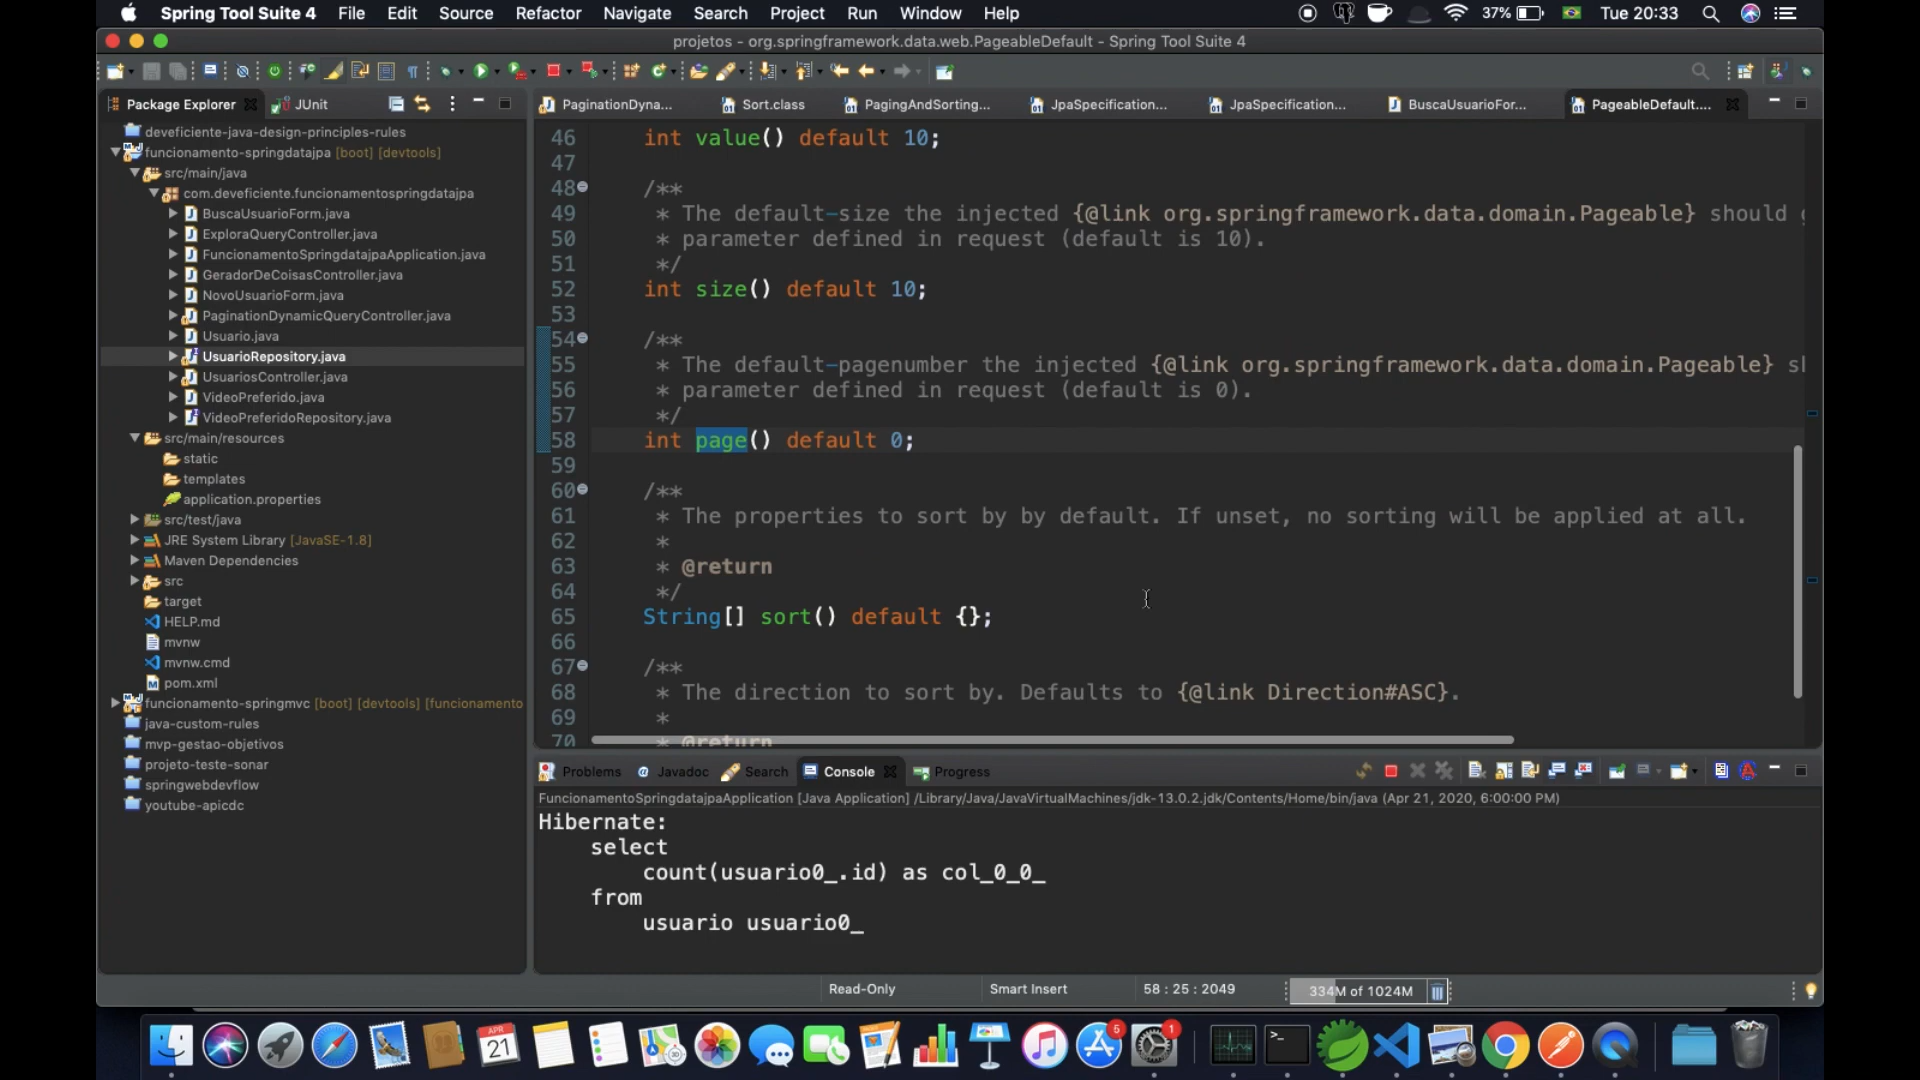 Spring Tool Suite 4 File Edit Source Refactor Navigate Search Project Run Window Help 37% Tue 20:33
projetos - org.springframework.data.web.PageableDefault - Spring Tool Suite 4
Package Explorer JUnit
PaginationDyna... Sort.class PagingAndSorting... JpaSpecification... JpaSpecification... BuscaUsuarioFor... PageableDefault....
deveficiente-java-design-principles-rules
funcionamento-springdatajpa [boot] [devtools]
src/main/java
com.deveficiente.funcionamentospringdatajpa
BuscaUsuarioForm.java
ExploraQueryController.java
FuncionamentoSpringdatajpaApplication.java
GeradorDeCoisasController.java
NovoUsuarioForm.java
PaginationDynamicQueryController.java
Usuario.java
UsuarioRepository.java
UsuariosController.java
VideoPreferido.java
VideoPreferidoRepository.java
src/main/resources
static
templates
application.properties
src/test/java
JRE System Library [JavaSE-1.8]
Maven Dependencies
src
target
HELP.md
mvnw
mvnw.cmd
pom.xml
funcionamento-springmvc [boot] [devtools] [funcionamento
java-custom-rules
mvp-gestao-objetivos
projeto-teste-sonar
springwebdevflow
youtube-apicdc
46 int value() default 10;
47
48 /**
49 * The default-size the injected {@link org.springframework.data.domain.Pageable} should
50 * parameter defined in request (default is 10).
51 */
52 int size() default 10;
53
54 /**
55 * The default-pagenumber the injected {@link org.springframework.data.domain.Pageable}
56 * parameter defined in request (default is 0).
57 */
58 int page() default 0;
59
60 /**
61 * The properties to sort by by default. If unset, no sorting will be applied at all.
62 *
63 * @return
64 */
65 String[] sort() default {};
66
67 /**
68 * The direction to sort by. Defaults to {@link Direction#ASC}.
69 *
70 * @return
Problems Javadoc Search Console Progress
FuncionamentoSpringdatajpaApplication [Java Application] /Library/Java/JavaVirtualMachines/jdk-13.0.2.jdk/Contents/Home/bin/java (Apr 21, 2020, 6:00:00 PM)
Hibernate:
select
count(usuario0_.id) as col_0_0_
from
usuario usuario0_
Read-Only Smart Insert 58 : 25 : 2049 334M of 1024M
APR
21
5
1